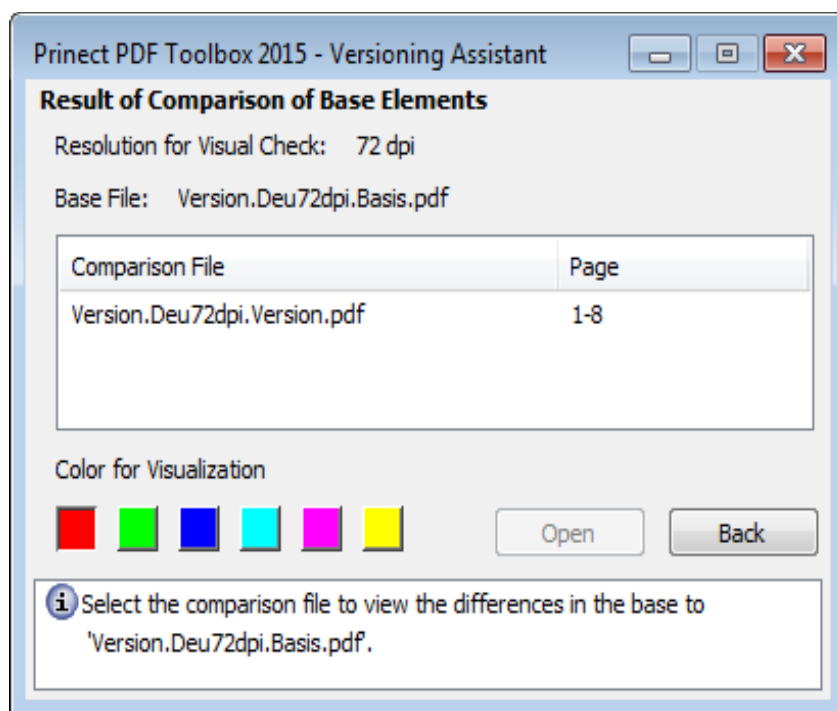 Prinect PDF Toolbox 2015 - Versioning Assistant
Result of Comparison of Base Elements
Resolution for Visual Check: 72 dpi
Base File: Version.Deu72dpi.Basis.pdf
Comparison File Page
Version.Deu72dpi.Version.pdf 1-8
Color for Visualization
Open Back
Select the comparison file to view the differences in the base to
'Version.Deu72dpi.Basis.pdf'.